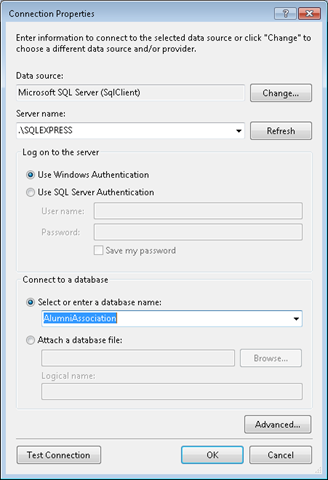 Connection Properties
Enter information to connect to the selected data source or click "Change" to
choose a different data source and/or provider.
Data source:
Microsoft SQL Server (SqlClient)
Change...
Server name:
.\SQLEXPRESS
Refresh
Log on to the server
Use Windows Authentication
Use SQL Server Authentication
User name:
Password:
Save my password
Connect to a database
Select or enter a database name:
AlumniAssociation
Attach a database file:
Browse...
Logical name:
Advanced...
Test Connection
OK
Cancel